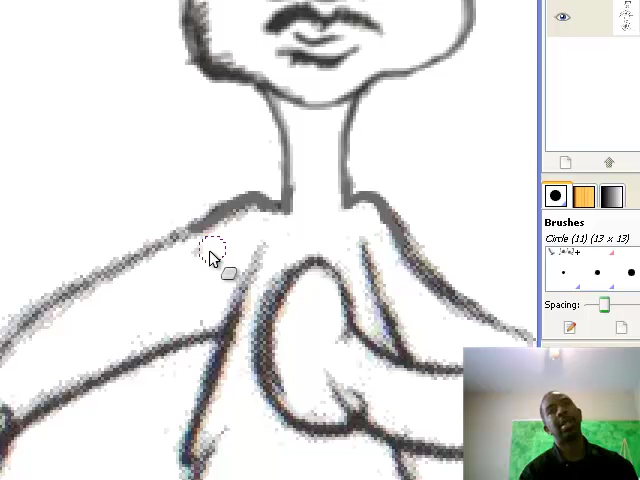 Brushes
Circle (11) (13 × 13)
Spacing: